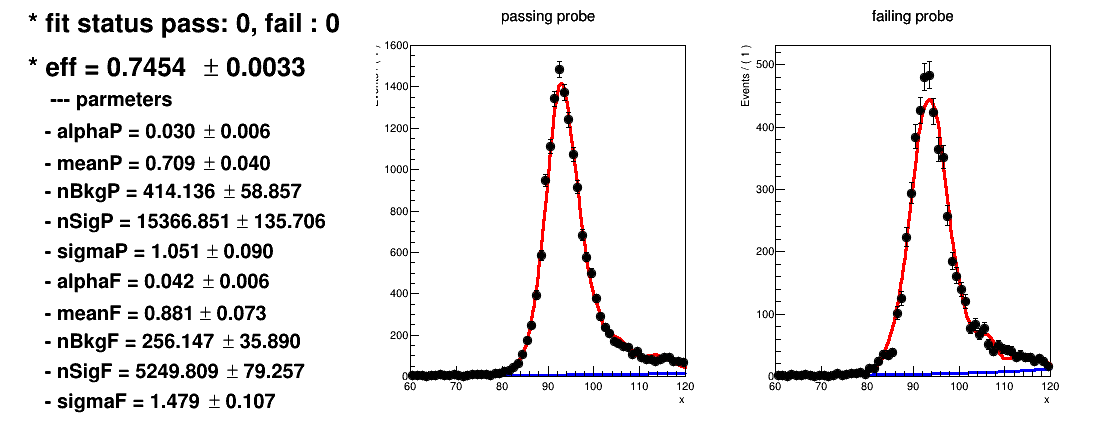 * fit status pass: 0, fail : 0
* eff = 0.7454 ± 0.0033
--- parmeters
- alphaP = 0.030 ± 0.006
- meanP = 0.709 ± 0.040
- nBkgP = 414.136 ± 58.857
- nSigP = 15366.851 ± 135.706
- sigmaP = 1.051 ± 0.090
- alphaF = 0.042 ± 0.006
- meanF = 0.881 ± 0.073
- nBkgF = 256.147 ± 35.890
- nSigF = 5249.809 ± 79.257
- sigmaF = 1.479 ± 0.107
passing probe
1600
1400
1200
1000
800
600
400
200
0
60 70 80 90 100 110 120
x
failing probe
Events / ( 1 )
500
400
300
200
100
0
60 70 80 90 100 110 120
x